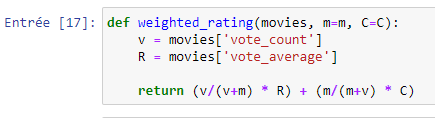 Entrée [17]: def weighted_rating(movies, m=m, C=C):
    v = movies['vote_count']
    R = movies['vote_average']

    return (v/(v+m) * R) + (m/(m+v) * C)